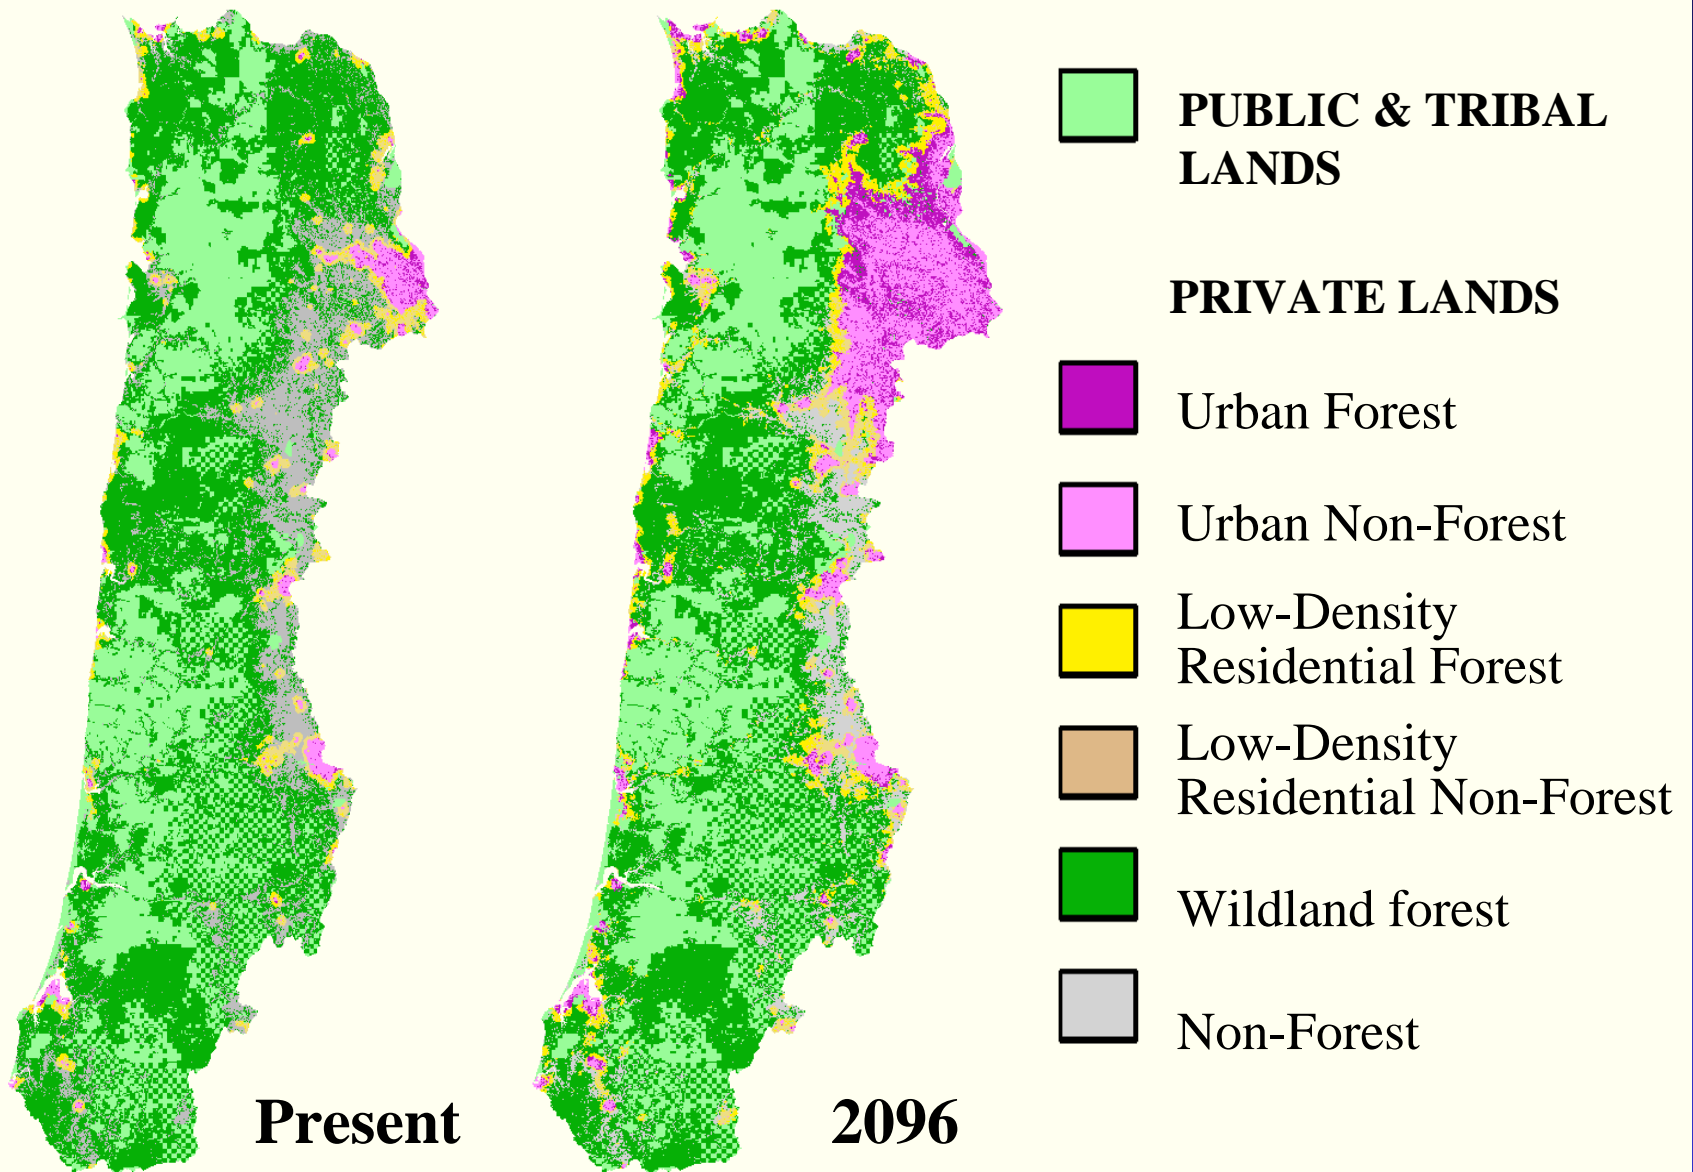 PUBLIC & TRIBAL
LANDS
PRIVATE LANDS
Urban Forest
Urban Non-Forest
Low-Density
Residential Forest
Low-Density
Residential Non-Forest
Wildland forest
Non-Forest
Present
2096